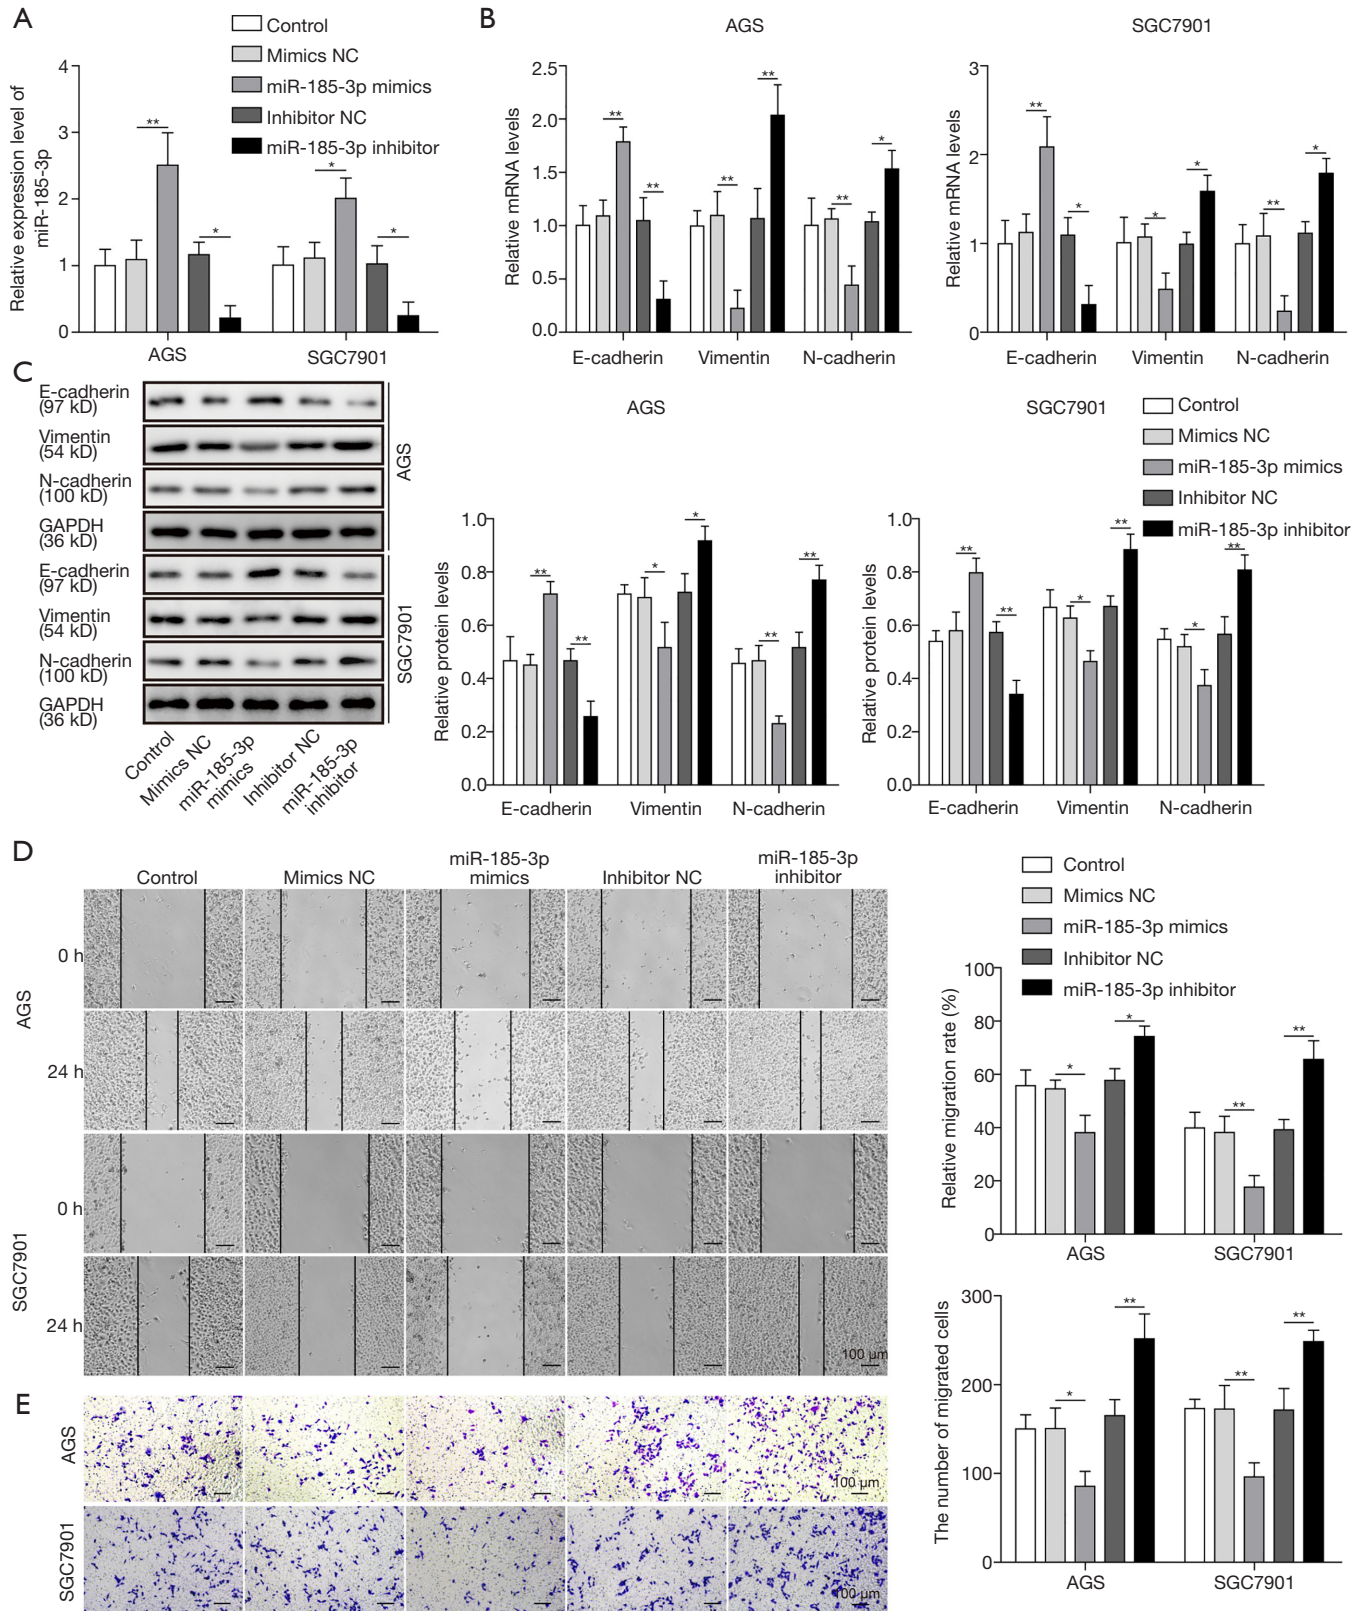 A
Control
Mimics NC
miR-185-3p mimics
Inhibitor NC
miR-185-3p inhibitor
Relative expression level of
miR-185-3p
4
3
2
1
0
**
*
*
*
AGS
SGC7901
B
AGS
Relative mRNA levels
2.5
2.0
1.5
1.0
0.5
0.0
**
**
**
**
**
*
E-cadherin
Vimentin
N-cadherin
SGC7901
Relative mRNA levels
3
2
1
0
**
*
*
*
**
*
E-cadherin
Vimentin
N-cadherin
C
E-cadherin
(97 kD)
Vimentin
(54 kD)
N-cadherin
(100 kD)
GAPDH
(36 kD)
AGS
E-cadherin
(97 kD)
Vimentin
(54 kD)
N-cadherin
(100 kD)
GAPDH
(36 kD)
SGC7901
Control
Mimics NC
miR-185-3p
mimics
Inhibitor NC
miR-185-3p
inhibitor
AGS
Relative protein levels
1.0
0.8
0.6
0.4
0.2
0.0
**
**
*
*
**
**
E-cadherin
Vimentin
N-cadherin
SGC7901
Control
Mimics NC
miR-185-3p mimics
Inhibitor NC
miR-185-3p inhibitor
Relative protein levels
1.0
0.8
0.6
0.4
0.2
0.0
**
**
*
**
*
**
E-cadherin
Vimentin
N-cadherin
D
Control
Mimics NC
miR-185-3p
mimics
Inhibitor NC
miR-185-3p
inhibitor
AGS
0 h
24 h
SGC7901
0 h
24 h
100 µm
Control
Mimics NC
miR-185-3p mimics
Inhibitor NC
miR-185-3p inhibitor
Relative migration rate (%)
100
80
60
40
20
0
*
*
**
**
AGS
SGC7901
E
AGS
100 µm
SGC7901
100 µm
The number of migrated cells
300
200
100
0
*
**
**
**
AGS
SGC7901